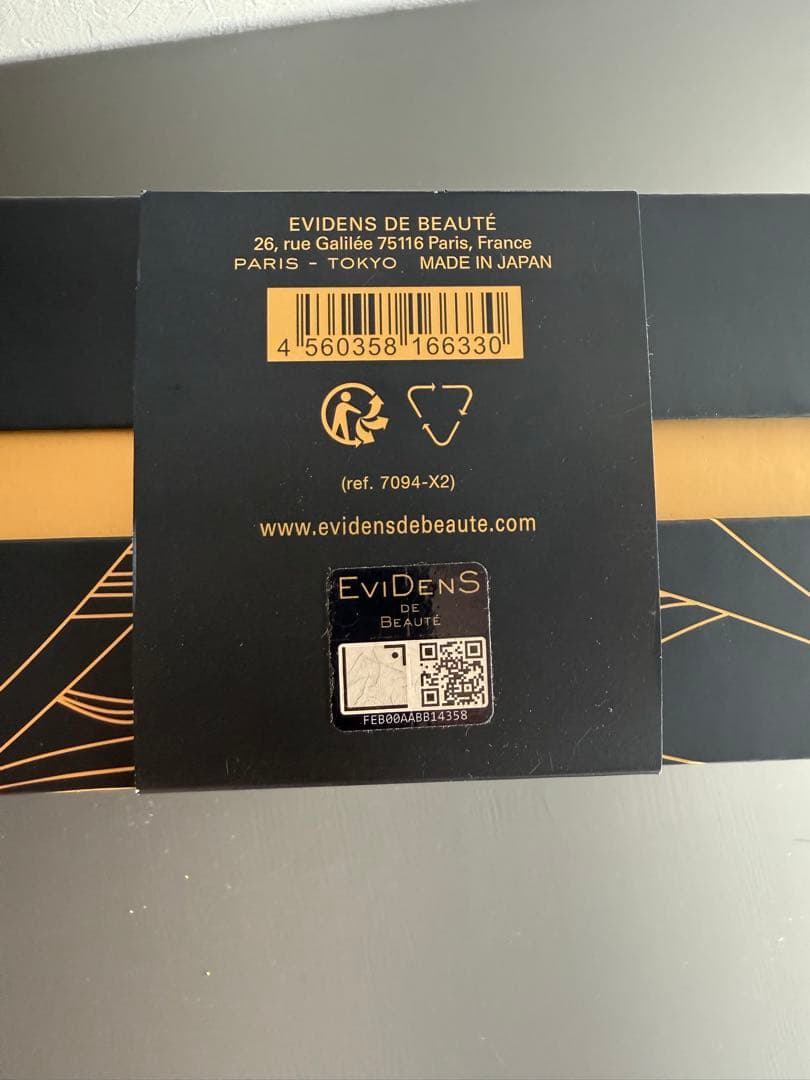 EVIDENS DE BEAUTÉ
26, rue Galilée 75116 Paris, France
PARIS - TOKYO MADE IN JAPAN
4 560358 166330
(ref. 7094-X2)
www.evidensdebeaute.com
EVIDENS
DE
BEAUTÉ
FEB00AABB14358